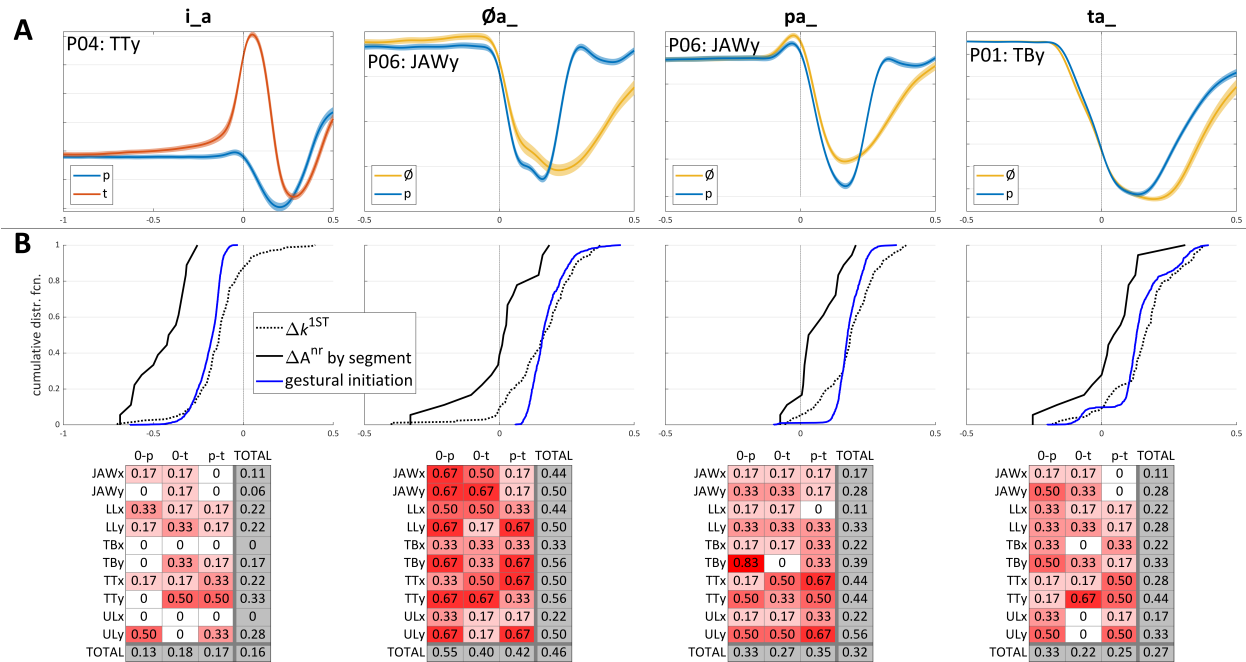 i_a Øa_ pa_ ta_
A
P04: TTy
P06: JAWy
P06: JAWy
P01: TBy
p
t
Ø
p
Ø
p
Ø
p
-1 -0.5 0 0.5
-0.5 0 0.5
-0.5 0 0.5
-0.5 0 0.5
B
cumulative distr. fcn.
1
0.8
0.6
0.4
0.2
0
Δk^1ST
ΔA^nr by segment
gestural initiation
-1 -0.5 0 0.5
-0.5 0 0.5
-0.5 0 0.5
-0.5 0 0.5
0-p 0-t p-t TOTAL
JAWx 0.17 0.17 0 0.11
JAWy 0 0.17 0 0.06
LLx 0.33 0.17 0.17 0.22
LLy 0.17 0.33 0.17 0.22
TBx 0 0 0 0
TBy 0 0.33 0.17 0.17
TTx 0.17 0.17 0.33 0.22
TTy 0 0.50 0.50 0.33
ULx 0 0 0 0
ULy 0.50 0 0.33 0.28
TOTAL 0.13 0.18 0.17 0.16
0-p 0-t p-t TOTAL
JAWx 0.67 0.50 0.17 0.44
JAWy 0.67 0.67 0.17 0.50
LLx 0.50 0.50 0.33 0.44
LLy 0.67 0.17 0.67 0.50
TBx 0.33 0.33 0.33 0.33
TBy 0.67 0.33 0.67 0.56
TTx 0.33 0.50 0.67 0.50
TTy 0.67 0.67 0.33 0.56
ULx 0.33 0.17 0.17 0.22
ULy 0.67 0.17 0.67 0.50
TOTAL 0.55 0.40 0.42 0.46
0-p 0-t p-t TOTAL
JAWx 0.17 0.17 0.17 0.17
JAWy 0.33 0.33 0.17 0.28
LLx 0.17 0.17 0 0.11
LLy 0.33 0.33 0.33 0.33
TBx 0.17 0.17 0.33 0.22
TBy 0.83 0 0.33 0.39
TTx 0.17 0.50 0.67 0.44
TTy 0.50 0.33 0.50 0.44
ULx 0.17 0.17 0.33 0.22
ULy 0.50 0.50 0.67 0.56
TOTAL 0.33 0.27 0.35 0.32
0-p 0-t p-t TOTAL
JAWx 0.17 0.17 0 0.11
JAWy 0.50 0.33 0 0.28
LLx 0.33 0.17 0.17 0.22
LLy 0.33 0.33 0.17 0.28
TBx 0.33 0 0.33 0.22
TBy 0.50 0.33 0.17 0.33
TTx 0.17 0.17 0.50 0.28
TTy 0.17 0.67 0.50 0.44
ULx 0.33 0 0.17 0.17
ULy 0.50 0 0.50 0.33
TOTAL 0.33 0.22 0.25 0.27